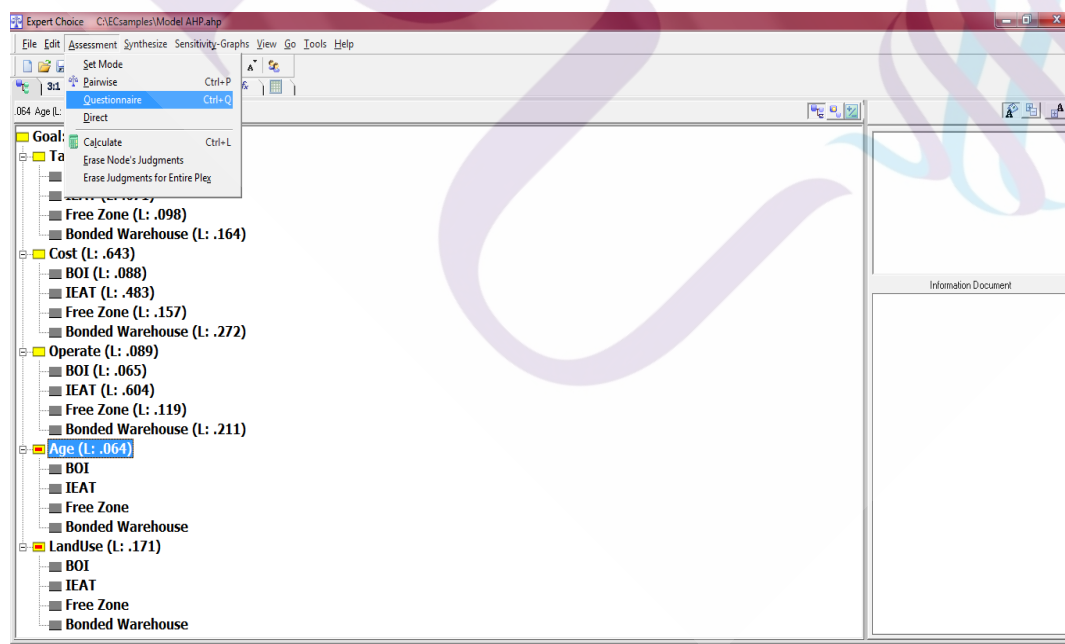 Expert Choice C:\ECsamples\Model AHP.ahp
File Edit Assessment Synthesize Sensitivity-Graphs View Go Tools Help
Set Mode
3:1 Pairwise Ctrl+P
Questionnaire Ctrl+Q
.064 Age (L:
Direct
Goal:
Calculate Ctrl+L
Ta
Erase Node's Judgments
Erase Judgments for Entire Plex
Free Zone (L: .098)
Bonded Warehouse (L: .164)
Cost (L: .643)
BOI (L: .088)
IEAT (L: .483)
Free Zone (L: .157)
Bonded Warehouse (L: .272)
Operate (L: .089)
BOI (L: .065)
IEAT (L: .604)
Free Zone (L: .119)
Bonded Warehouse (L: .211)
Age (L: .064)
BOI
IEAT
Free Zone
Bonded Warehouse
LandUse (L: .171)
BOI
IEAT
Free Zone
Bonded Warehouse
Information Document